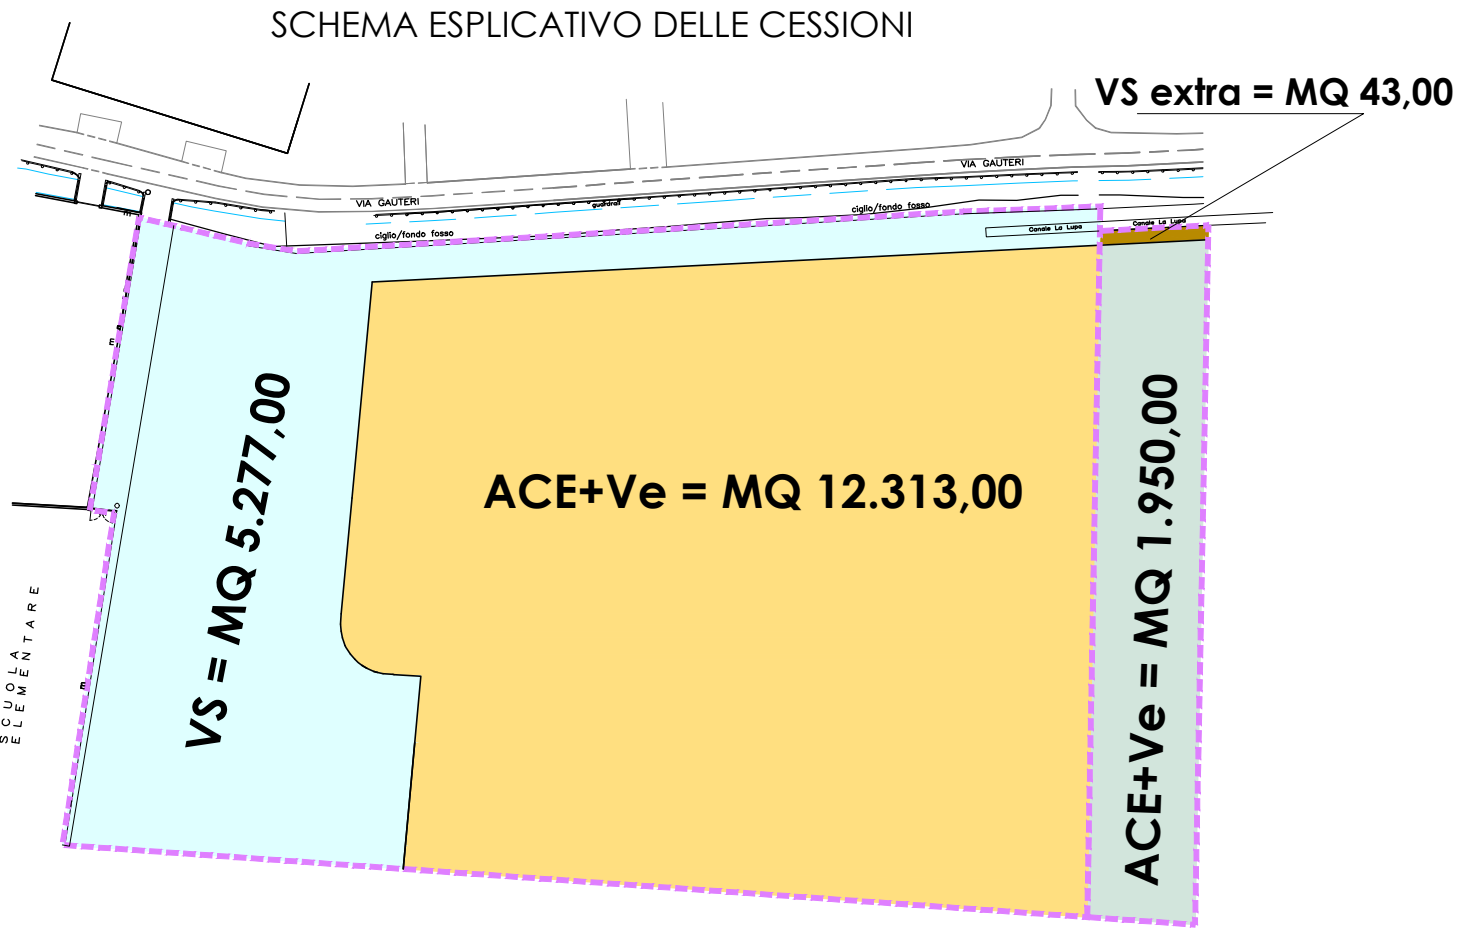 SCHEMA ESPLICATIVO DELLE CESSIONI
VS extra = MQ 43,00
VIA GAUTERI
VIA GAUTERI
guardrail
ciglio/fondo fosso
ciglio/fondo fosso
Canale La Lupa
Canale La Lupa
VS = MQ 5.277,00
ACE+Ve = MQ 12.313,00
ACE+Ve = MQ 1.950,00
SCUOLA
ELEMENTARE